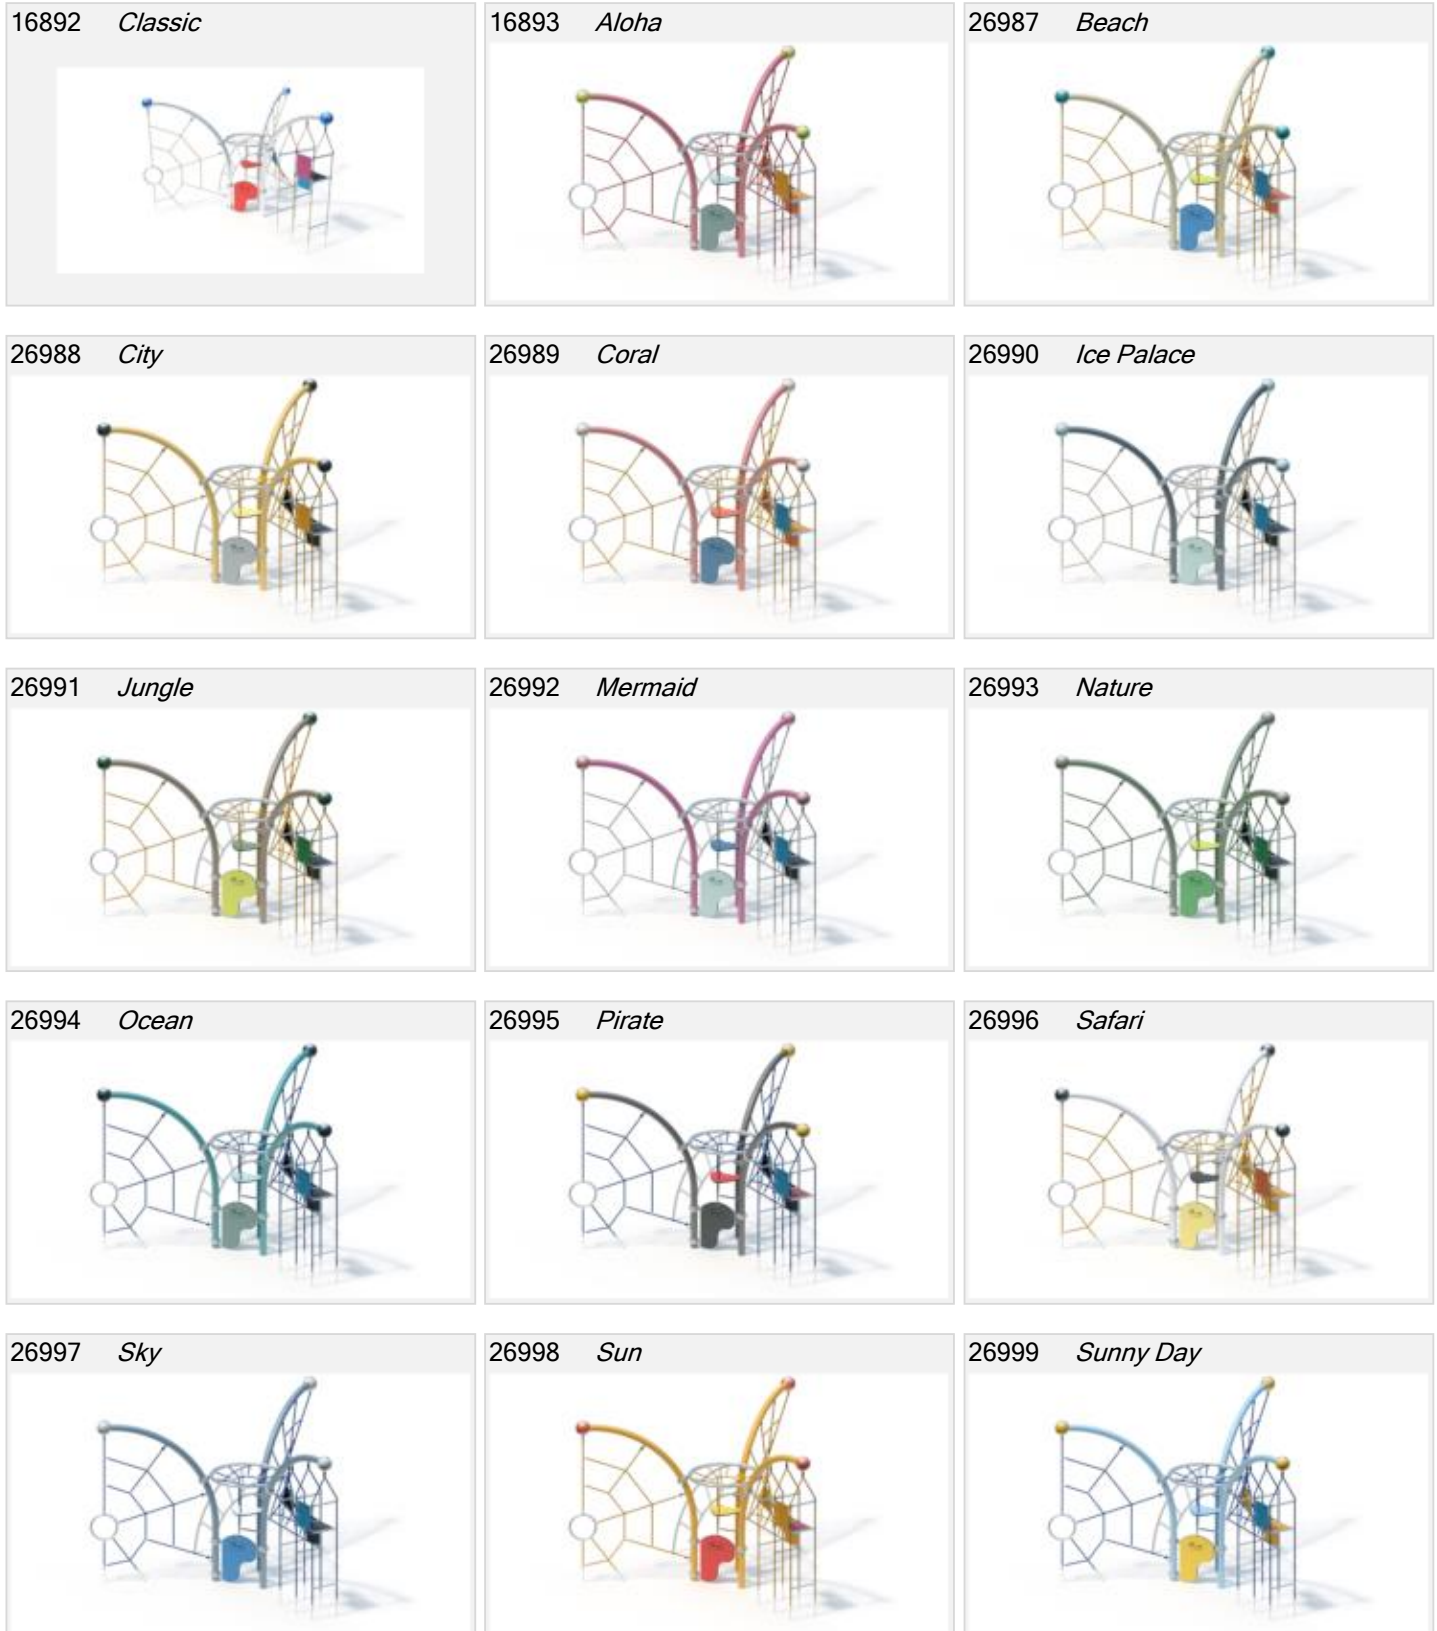 16892 Classic
16893 Aloha
26987 Beach
26988 City
26989 Coral
26990 Ice Palace
26991 Jungle
26992 Mermaid
26993 Nature
26994 Ocean
26995 Pirate
26996 Safari
26997 Sky
26998 Sun
26999 Sunny Day